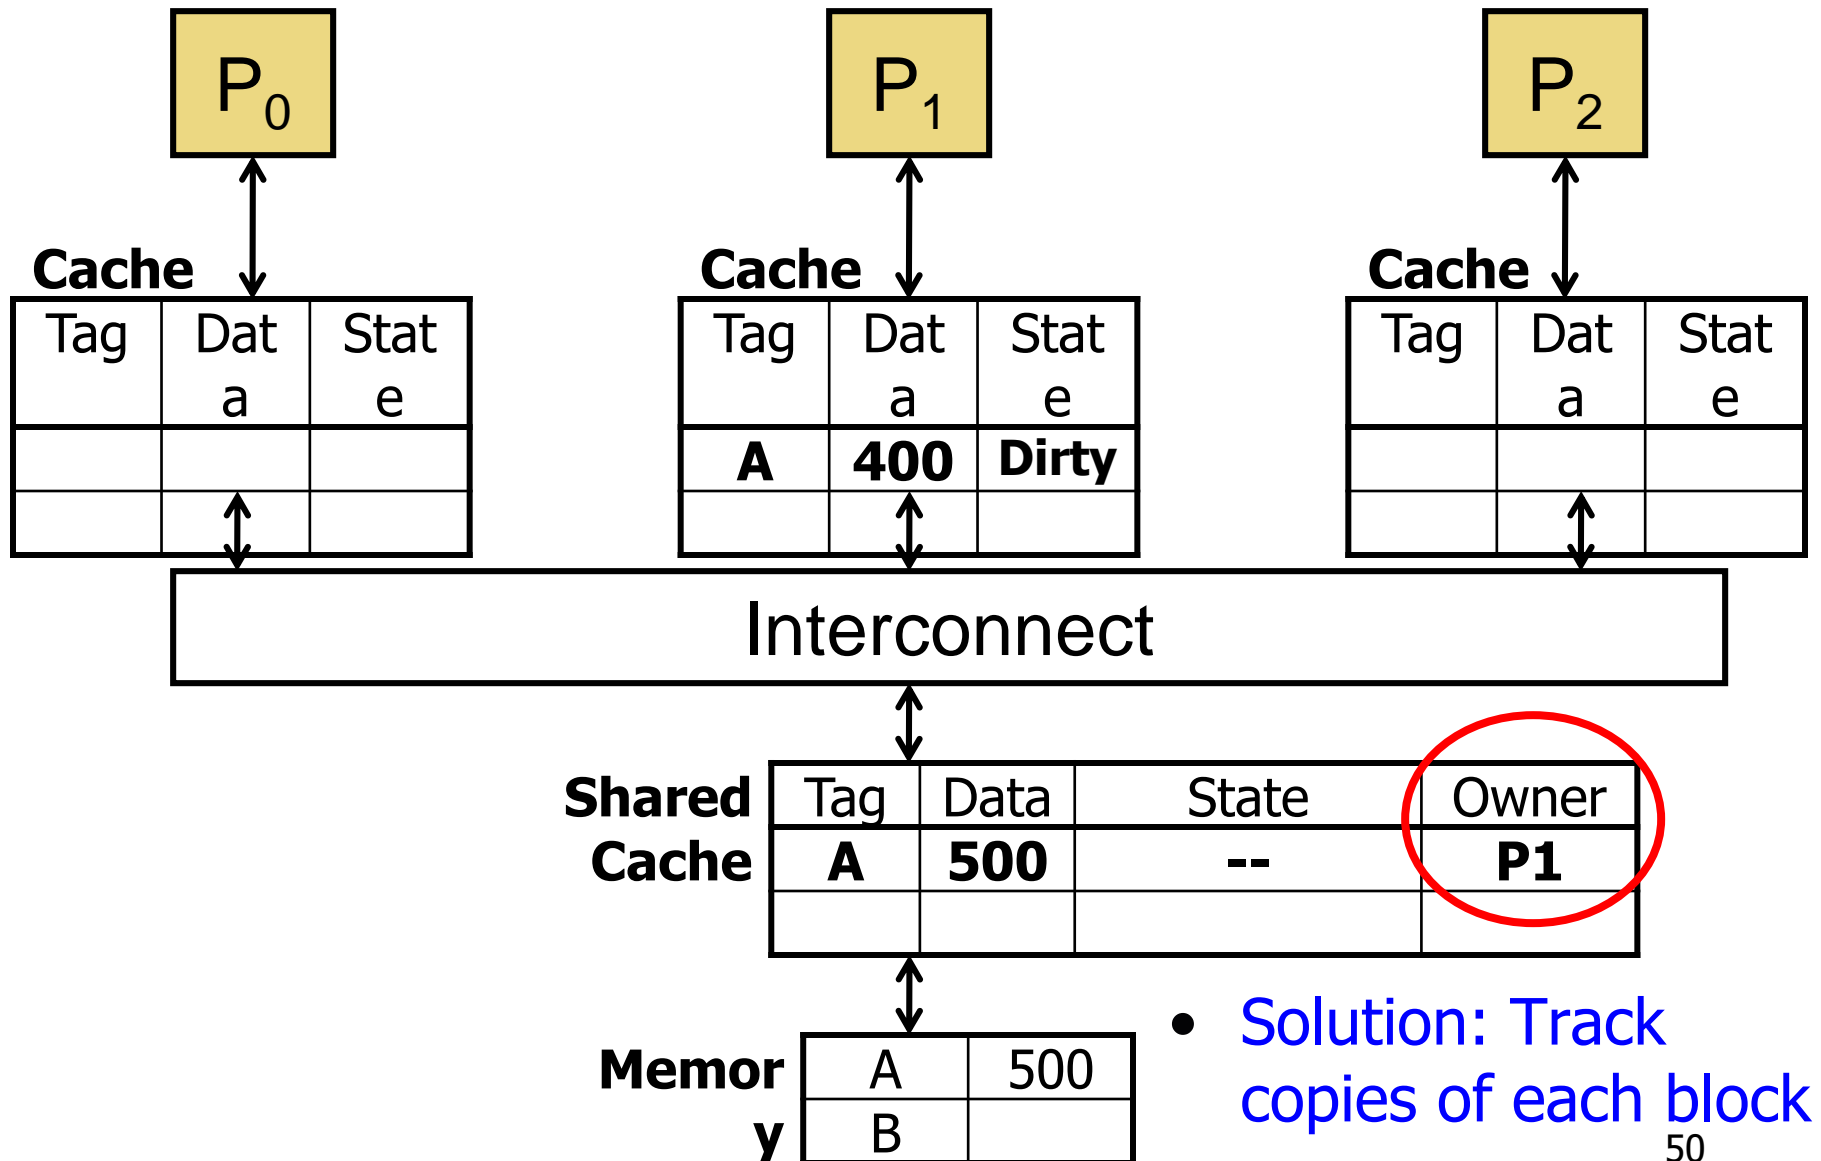 P0 P1 P2
Cache Cache Cache
Tag Dat Stat Tag Dat Stat Tag Dat Stat
a e a e a e
A 400 Dirty
Interconnect
Shared Tag Data State Owner
Cache A 500 -- P1
• Solution: Track
Memor A 500
copies of each block
y B
50